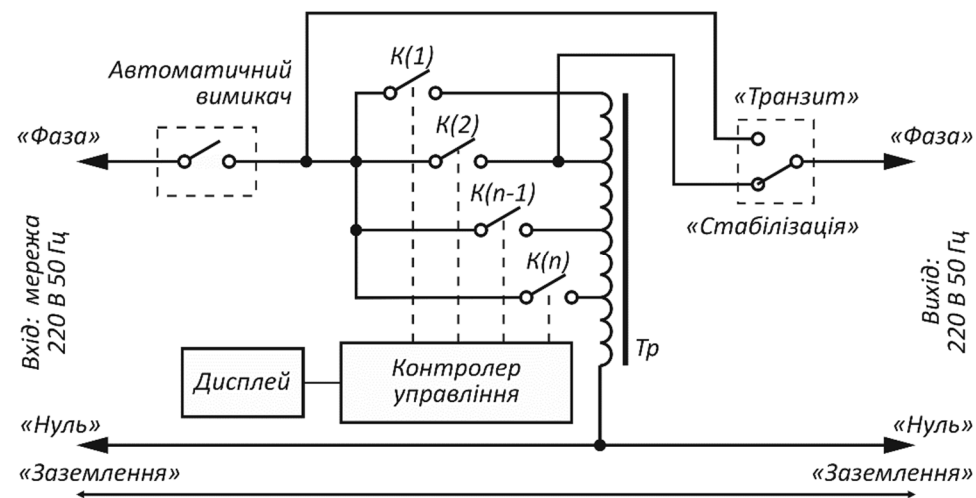 Автоматичний
вимикач
К(1)
К(2)
К(n-1)
К(n)
«Транзит»
«Фаза»
«Фаза»
«Стабілізація»
Вхід: мережа
220 В 50 Гц
Вихід:
220 В 50 Гц
Тр
Дисплей
Контролер
управління
«Нуль»
«Нуль»
«Заземлення»
«Заземлення»